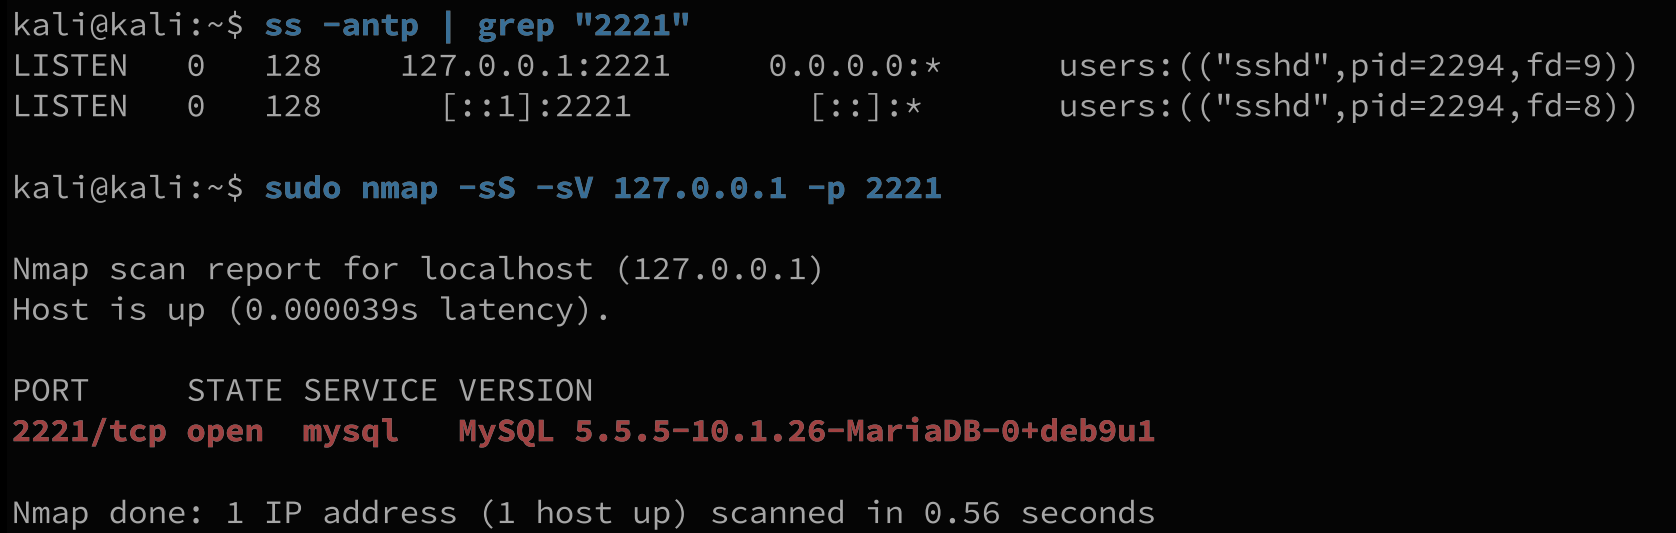 kali@kali:~$ ss -antp | grep "2221"
LISTEN   0   128    127.0.0.1:2221     0.0.0.0:*      users:(("sshd",pid=2294,fd=9))
LISTEN   0   128      [::1]:2221         [::]:*       users:(("sshd",pid=2294,fd=8))
kali@kali:~$ sudo nmap -sS -sV 127.0.0.1 -p 2221
Nmap scan report for localhost (127.0.0.1)
Host is up (0.000039s latency).
PORT     STATE SERVICE VERSION
2221/tcp open  mysql   MySQL 5.5.5-10.1.26-MariaDB-0+deb9u1
Nmap done: 1 IP address (1 host up) scanned in 0.56 seconds